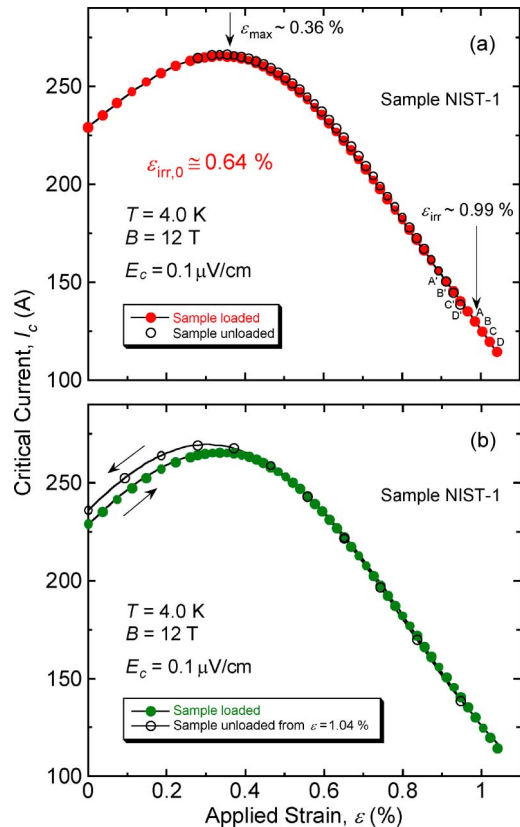 ε_max ~ 0.36 %
(a)
Sample NIST-1
ε_irr,0 ≅ 0.64 %
T = 4.0 K
B = 12 T
E_c = 0.1 μV/cm
ε_irr ~ 0.99 %
A'
B'
C'
D'
A
B
C
D
Sample loaded
Sample unloaded
250
200
150
100
Critical Current, I_c (A)
(b)
Sample NIST-1
T = 4.0 K
B = 12 T
E_c = 0.1 μV/cm
Sample loaded
Sample unloaded from ε = 1.04 %
250
200
150
100
0 0.2 0.4 0.6 0.8 1 1.2
Applied Strain, ε (%)